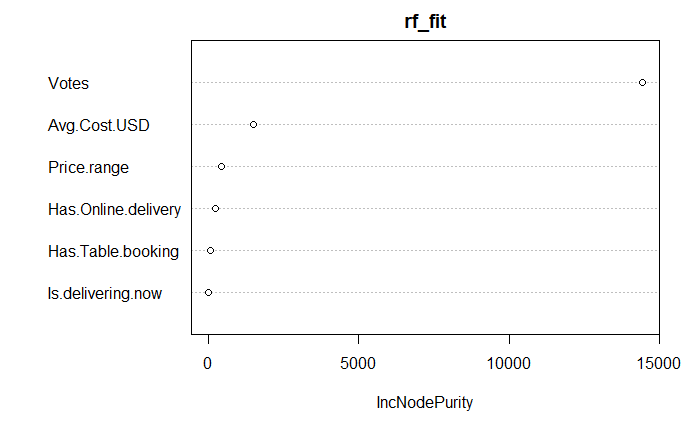 rf_fit
Votes
Avg.Cost.USD
Price.range
Has.Online.delivery
Has.Table.booking
Is.delivering.now
0 5000 10000 15000
IncNodePurity